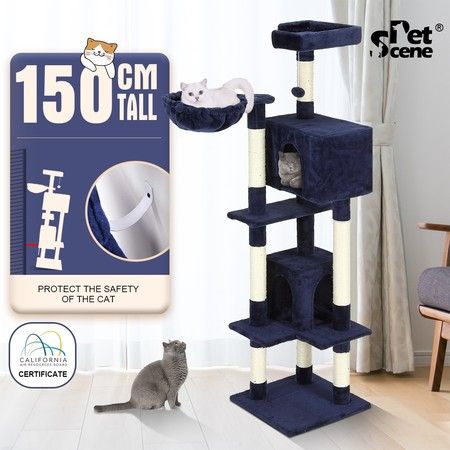 150 CM
TALL
PROTECT THE SAFETY
OF THE CAT
CALIFORNIA
AIR RESOURCES BOARD
CERTIFICATE
Pet
Scene®